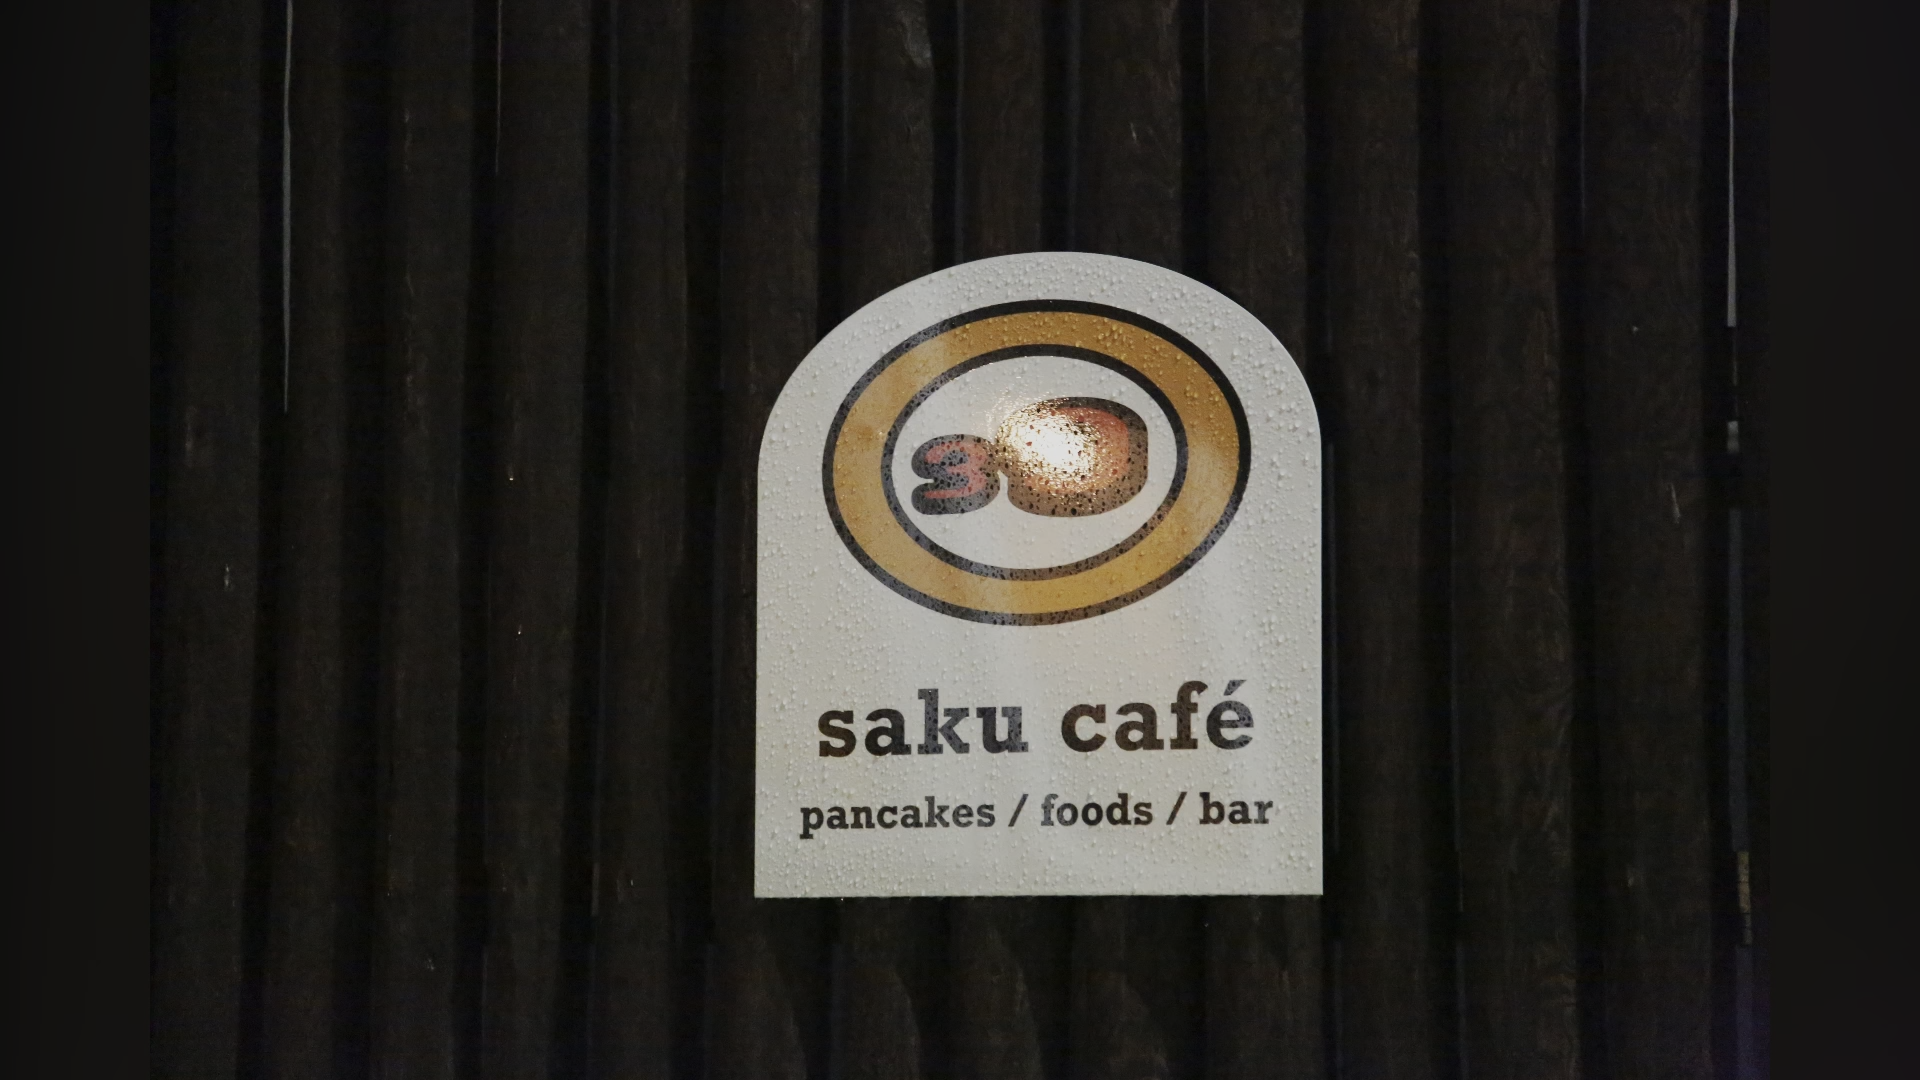 saku café
pancakes / foods / bar